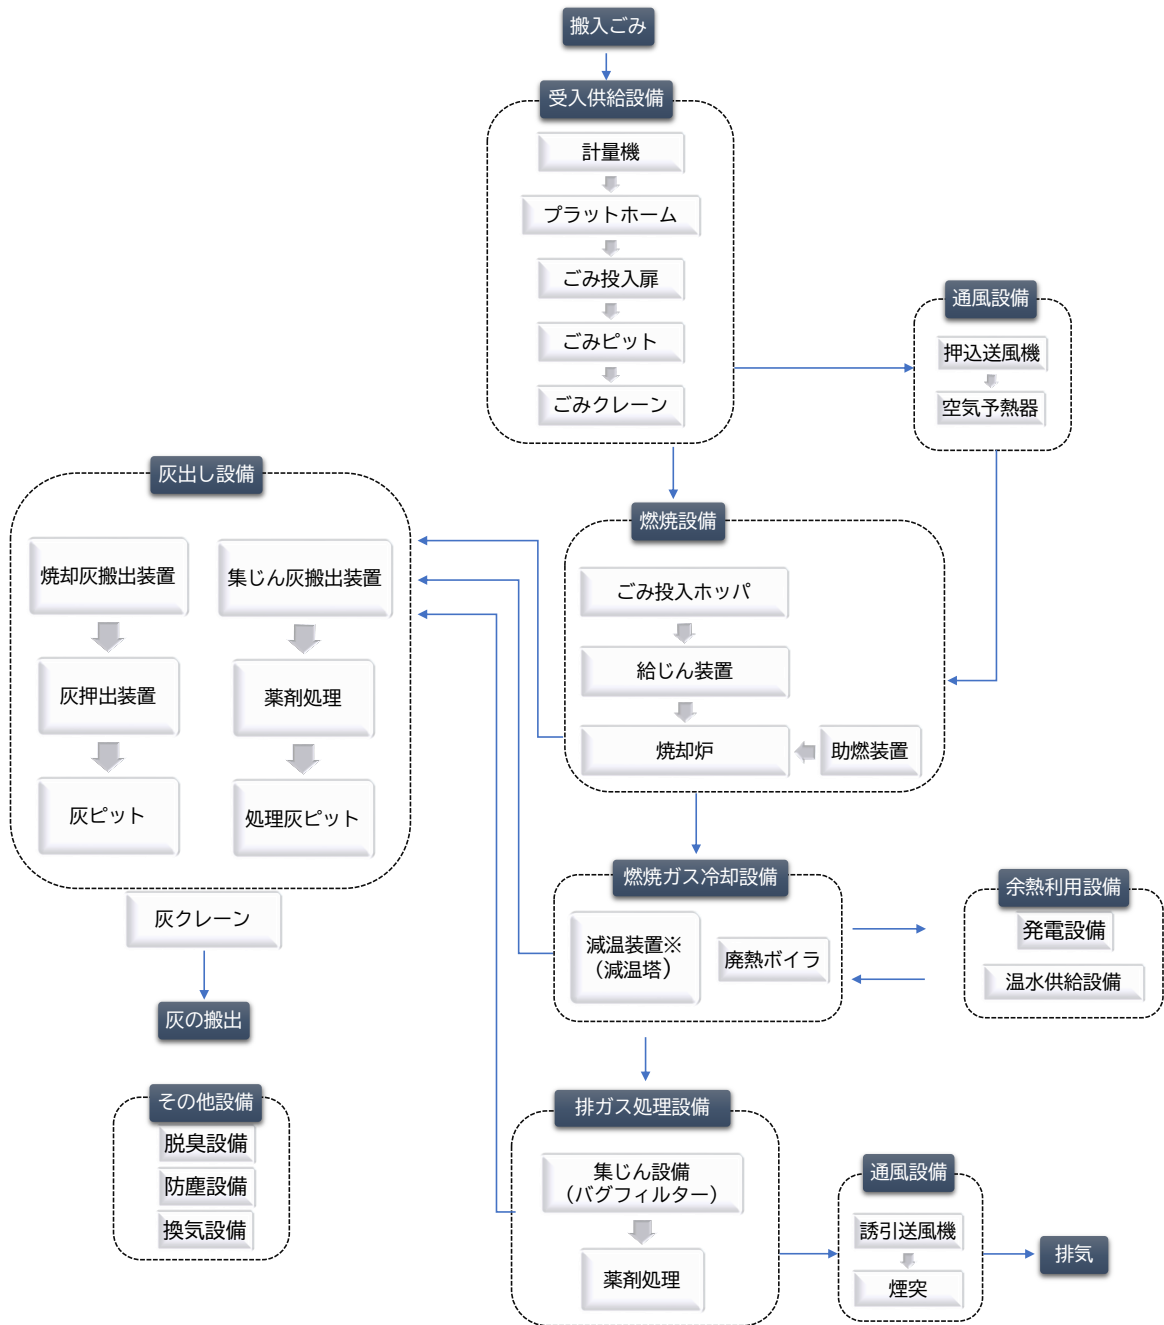 搬入ごみ
受入供給設備
計量機
プラットホーム
ごみ投入扉
ごみピット
ごみクレーン
通風設備
押込送風機
空気予熱器
灰出し設備
焼却灰搬出装置
集じん灰搬出装置
灰押出装置
薬剤処理
灰ピット
処理灰ピット
灰クレーン
灰の搬出
燃焼設備
ごみ投入ホッパ
給じん装置
焼却炉
助燃装置
燃焼ガス冷却設備
減温装置※
（減温塔）
廃熱ボイラ
余熱利用設備
発電設備
温水供給設備
その他設備
脱臭設備
防塵設備
換気設備
排ガス処理設備
集じん設備
（バグフィルター）
薬剤処理
通風設備
誘引送風機
煙突
排気